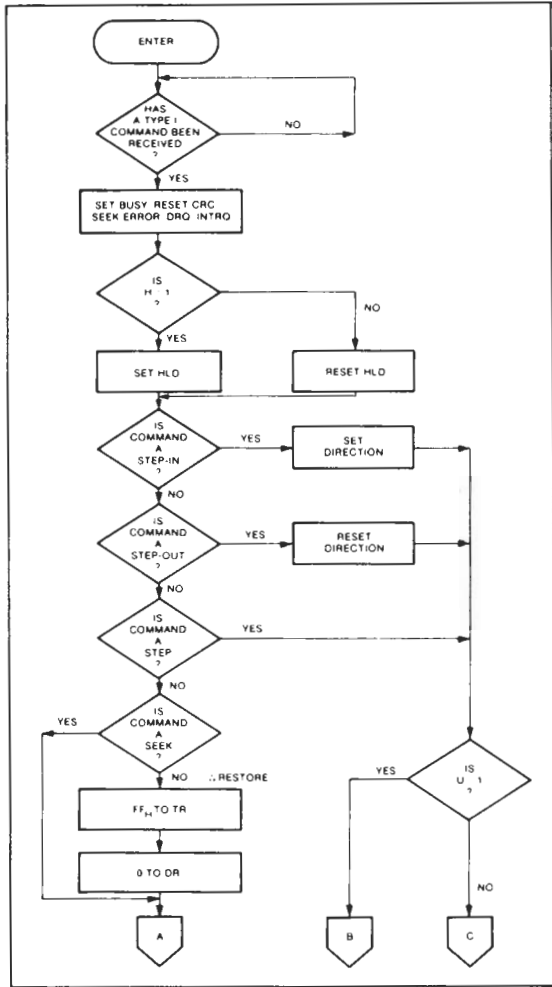 ENTER
HAS
A TYPE I
COMMAND BEEN
RECEIVED
?
NO
YES
SET BUSY RESET CRC
SEEK ERROR DRQ INTRQ
IS
H 1
?
NO
YES
SET HLD
RESET HLD
IS
COMMAND
A
STEP-IN
?
YES
SET
DIRECTION
NO
IS
COMMAND
A
STEP-OUT
?
YES
RESET
DIRECTION
NO
IS
COMMAND
A
STEP
?
YES
NO
IS
COMMAND
A
SEEK
?
YES
NO ∴ RESTORE
IS
U 1
?
YES
FFH TO TR
0 TO DR
NO
A
B
C